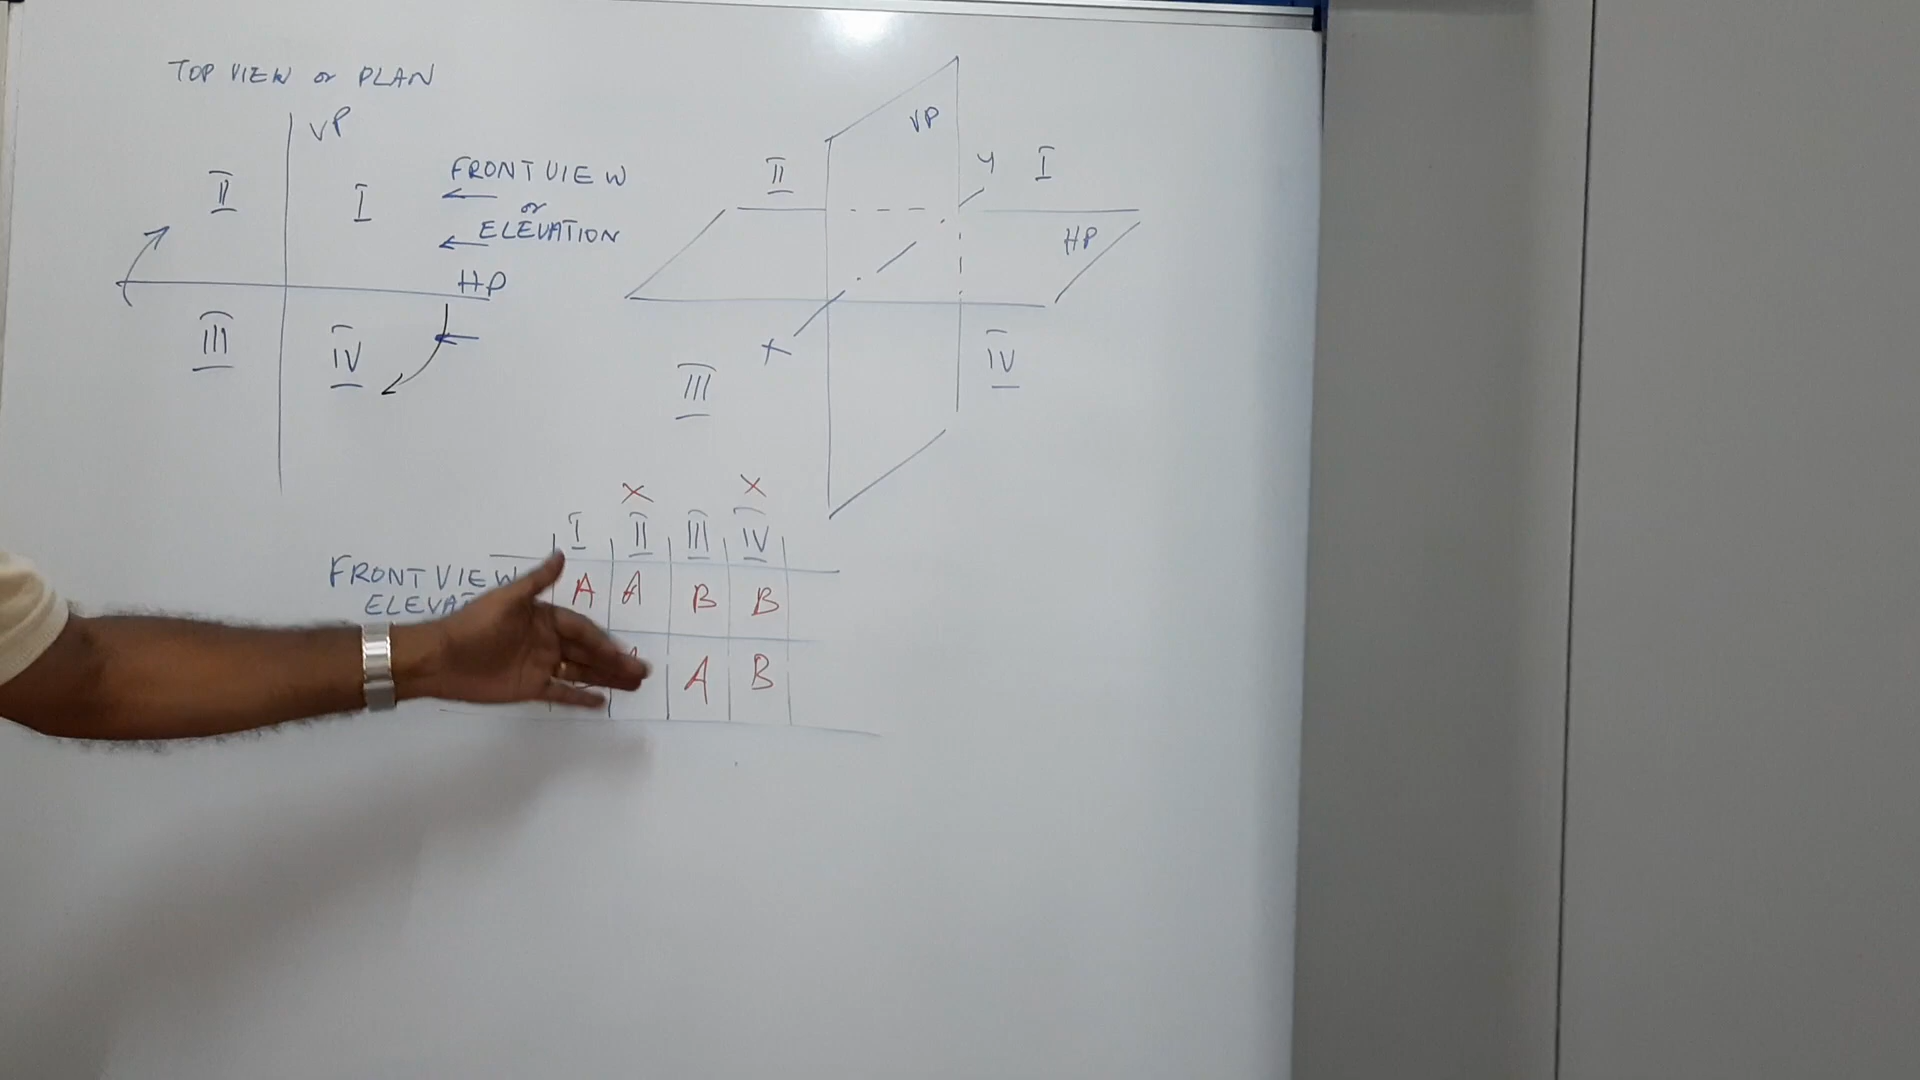 TOP VIEW or PLAN
VP
II
I
FRONT VIEW
or
ELEVATION
HP
III
IV
VP
II
Y
I
HP
X
III
IV
X X
I II III IV
FRONT VIEW A A B B
A B